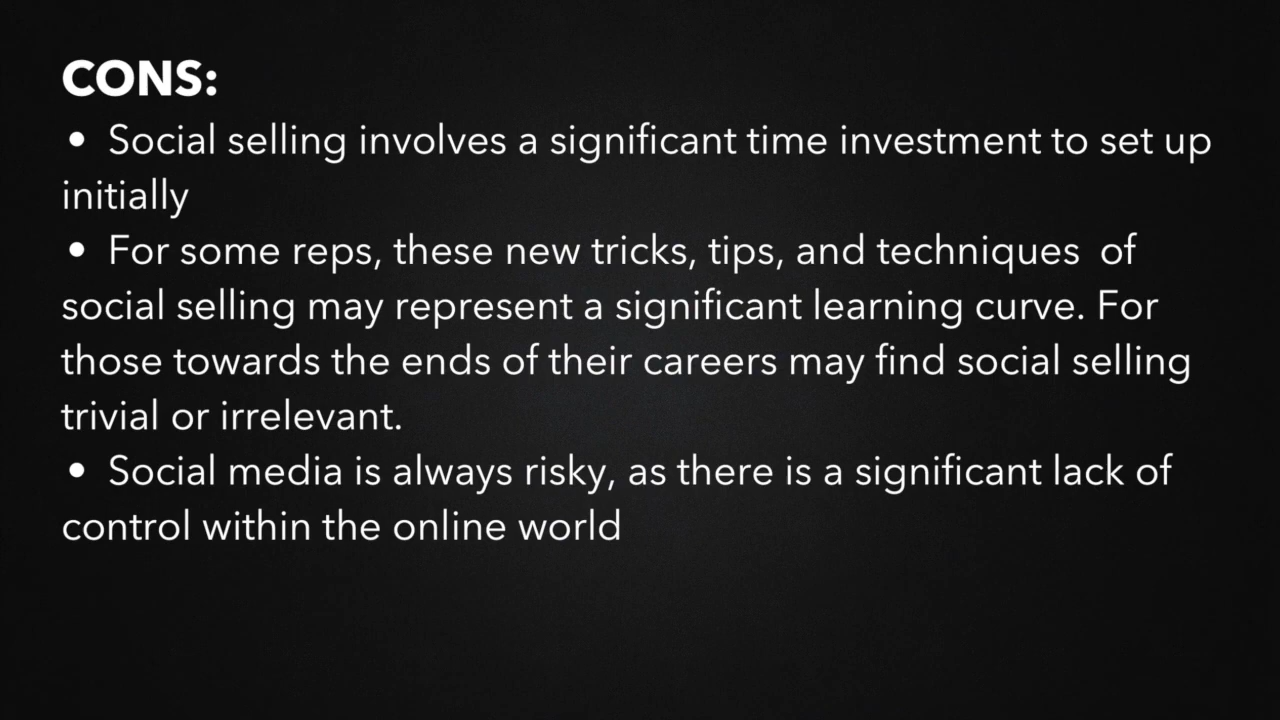 CONS:
• Social selling involves a significant time investment to set up
initially
• For some reps, these new tricks, tips, and techniques  of
social selling may represent a significant learning curve. For
those towards the ends of their careers may find social selling
trivial or irrelevant.
• Social media is always risky, as there is a significant lack of
control within the online world